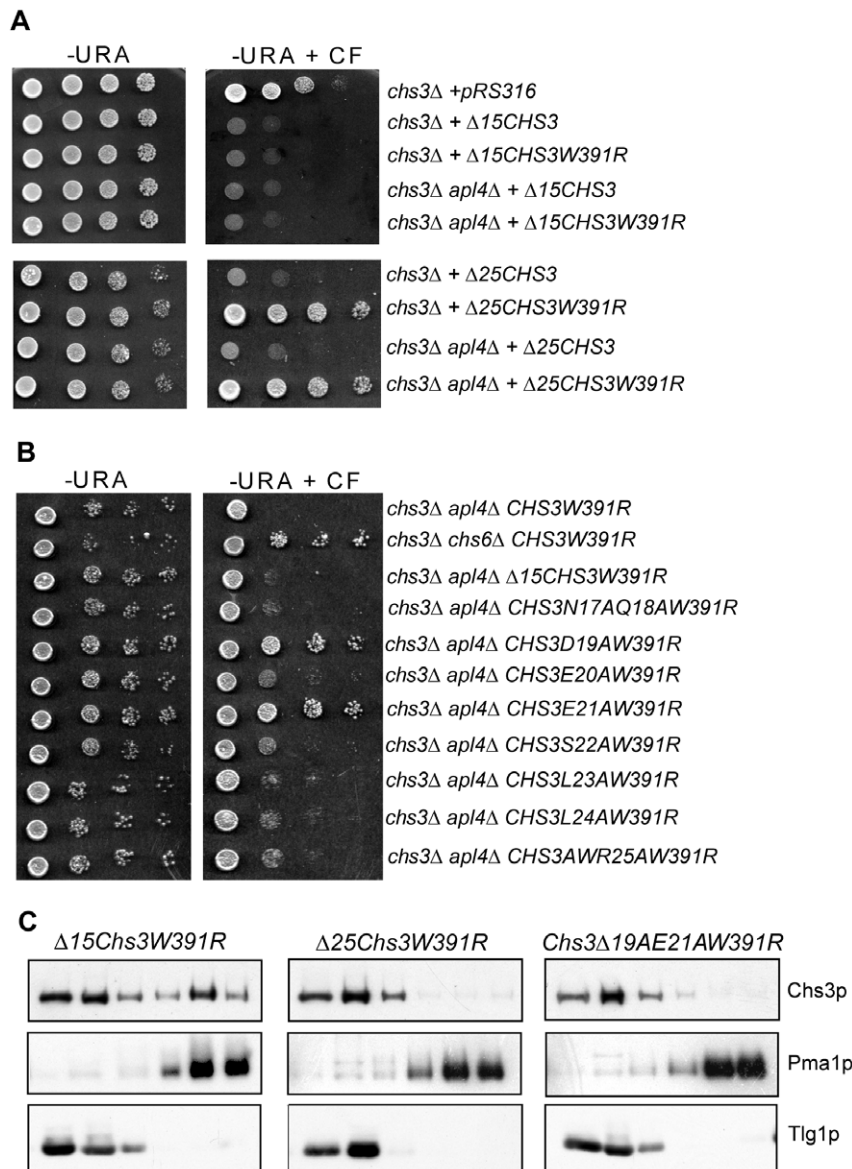 A
-URA
-URA + CF
chs3Δ +pRS316
chs3Δ + Δ15CHS3
chs3Δ + Δ15CHS3W391R
chs3Δ apl4Δ + Δ15CHS3
chs3Δ apl4Δ + Δ15CHS3W391R
chs3Δ + Δ25CHS3
chs3Δ + Δ25CHS3W391R
chs3Δ apl4Δ + Δ25CHS3
chs3Δ apl4Δ + Δ25CHS3W391R
B
-URA
-URA + CF
chs3Δ apl4Δ CHS3W391R
chs3Δ chs6Δ CHS3W391R
chs3Δ apl4Δ Δ15CHS3W391R
chs3Δ apl4Δ CHS3N17AQ18AW391R
chs3Δ apl4Δ CHS3D19AW391R
chs3Δ apl4Δ CHS3E20AW391R
chs3Δ apl4Δ CHS3E21AW391R
chs3Δ apl4Δ CHS3S22AW391R
chs3Δ apl4Δ CHS3L23AW391R
chs3Δ apl4Δ CHS3L24AW391R
chs3Δ apl4Δ CHS3AWR25AW391R
C
Δ15Chs3W391R
Δ25Chs3W391R
Chs3Δ19AE21AW391R
Chs3p
Pma1p
Tlg1p